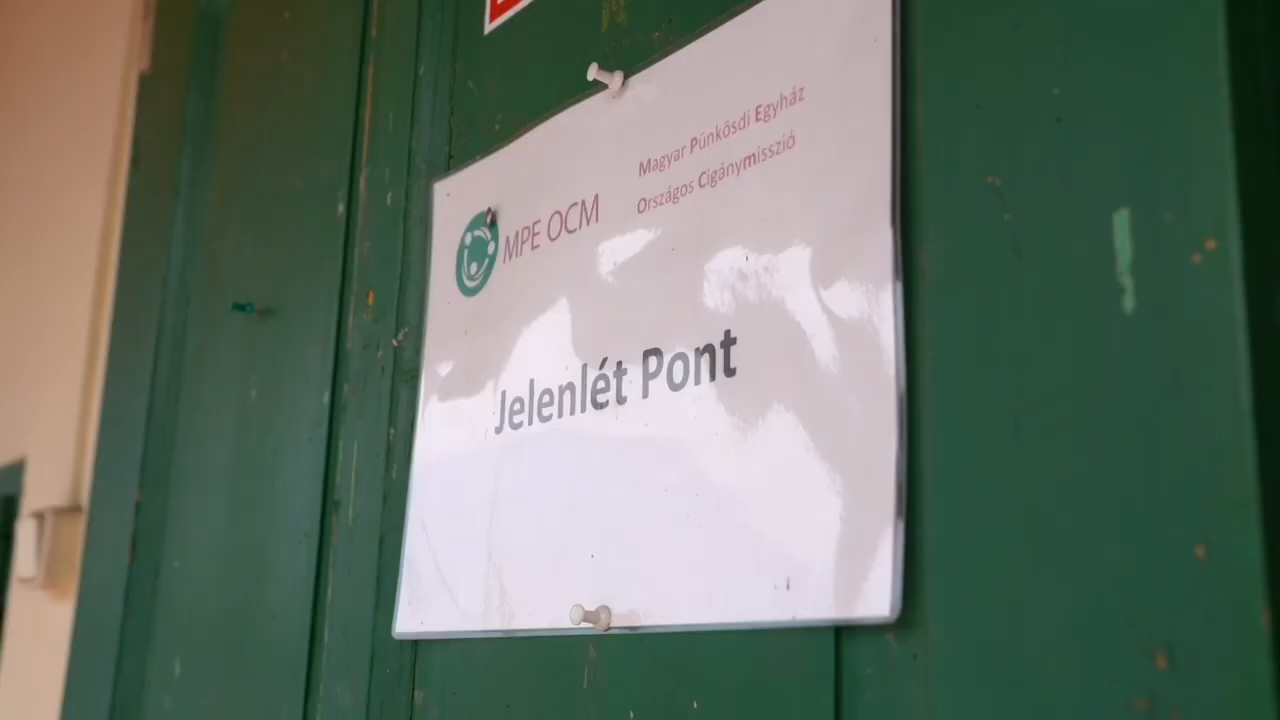 MPE OCM
Magyar Pünkösdi Egyház
Országos Cigánymisszió
Jelenlét Pont